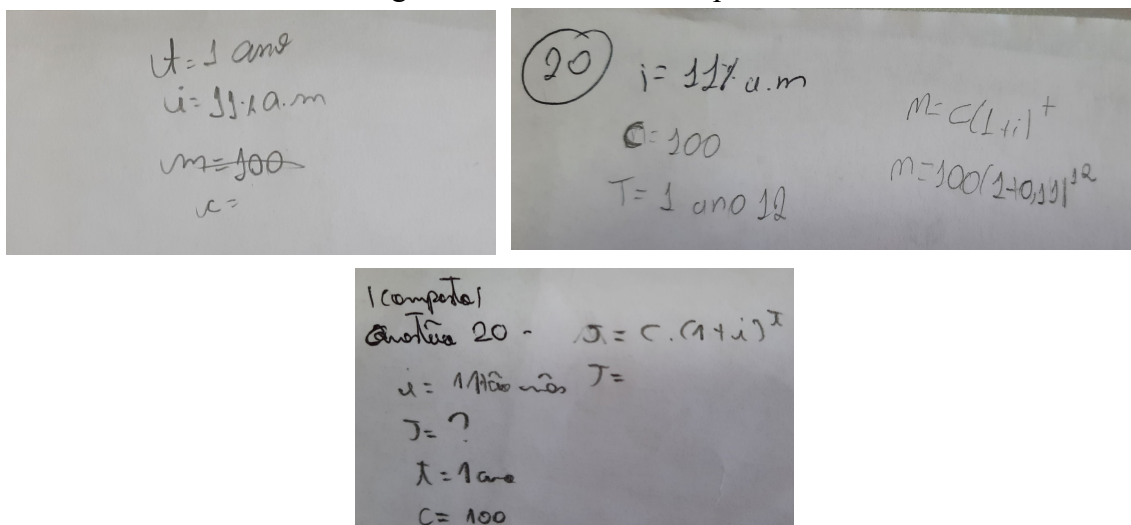 t = 1 ano
i = 11% a.m
m = 100
c =
20
i = 11% a.m
C = 100
T = 1 ano 12
M = C(1+i)^t
M = 100(1+0,11)^12
(composta)
Questão 20 -
J = C.(1+i)^t
i = 11% ao mês
J =
J = ?
t = 1 ano
C = 100